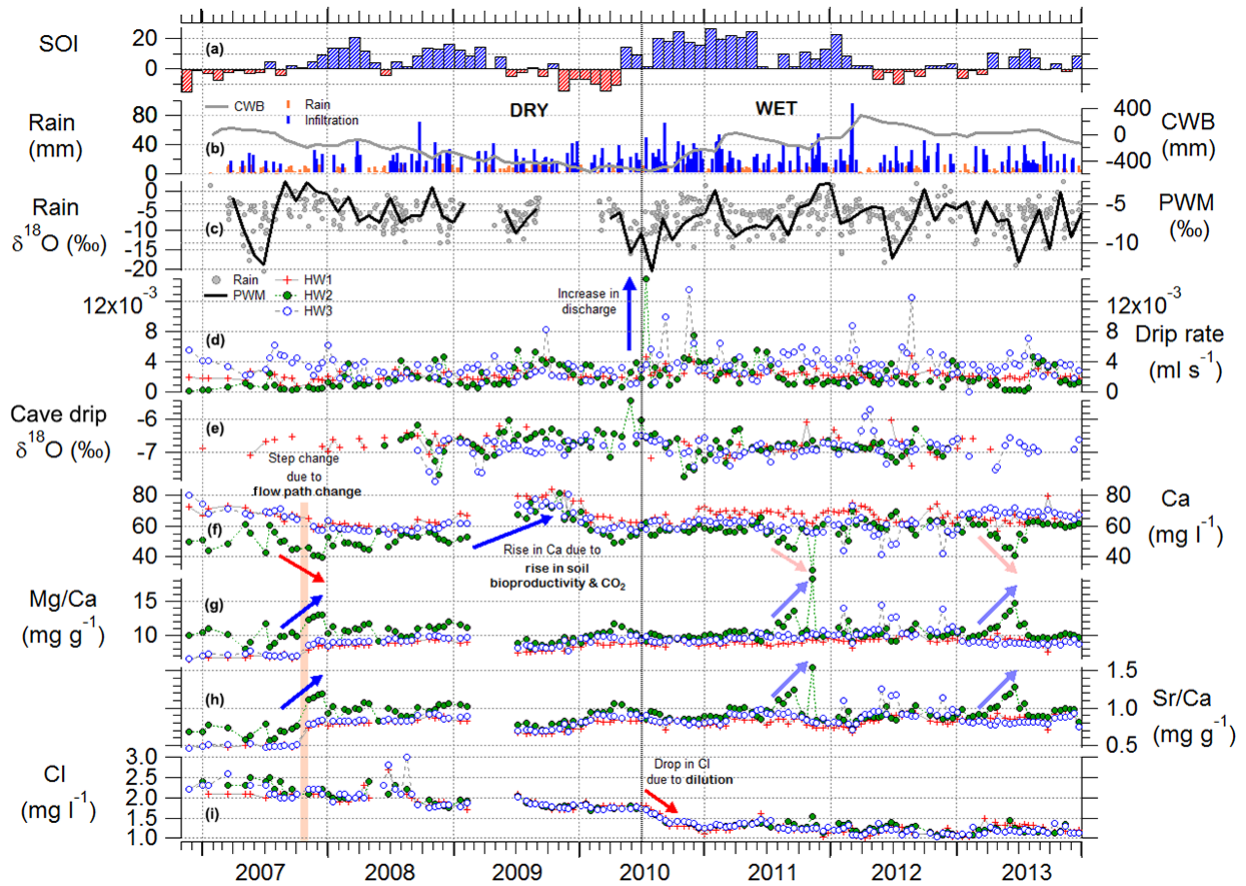 SOI
20
0
(a)
Rain
(mm)
80
40
0
CWB
Rain
Infiltration
DRY
WET
(b)
400
0
-400
CWB
(mm)
Rain
δ18O (‰)
0
-5
-10
-15
-20
(c)
-5
-10
PWM
(‰)
Rain
PWM
HW1
HW2
HW3
Increase in
discharge
12x10-3
8
4
0
(d)
12x10-3
8
4
0
Drip rate
(ml s-1)
Cave drip
δ18O (‰)
-6
-7
(e)
Step change
due to
flow path change
80
60
40
(f)
Rise in Ca due to
rise in soil
bioproductivity & CO2
80
60
40
Ca
(mg l-1)
Mg/Ca
(mg g-1)
15
10
(g)
(h)
1.5
1.0
0.5
Sr/Ca
(mg g-1)
Cl
(mg l-1)
3.0
2.5
2.0
1.5
1.0
(i)
Drop in Cl
due to dilution
2007
2008
2009
2010
2011
2012
2013